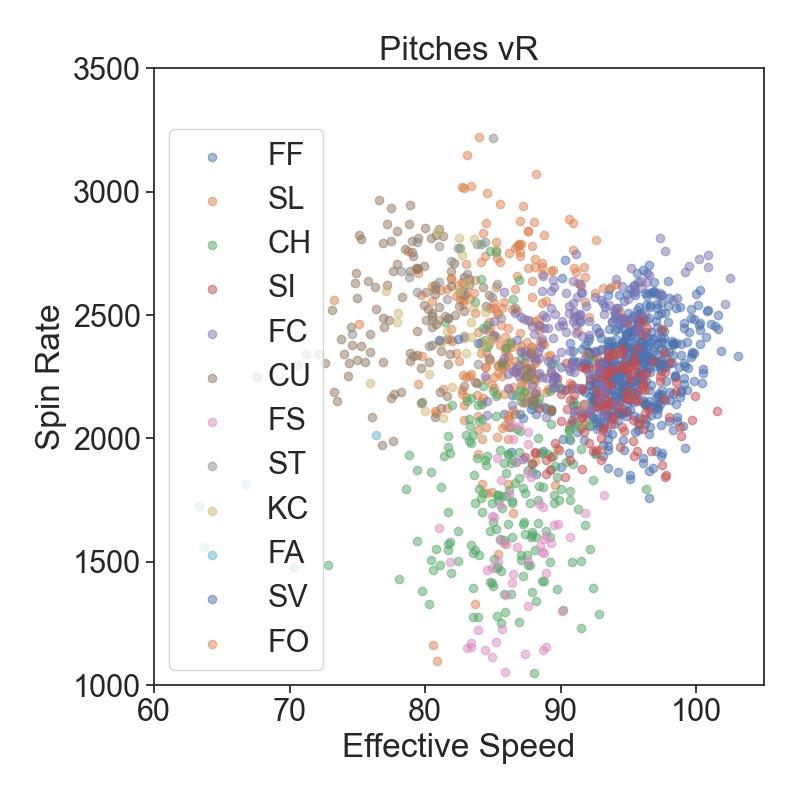 Pitches vR
3500
3000
2500
2000
1500
1000
Spin Rate
FF
SL
CH
SI
FC
CU
FS
ST
KC
FA
SV
FO
60
70
80
90
100
Effective Speed